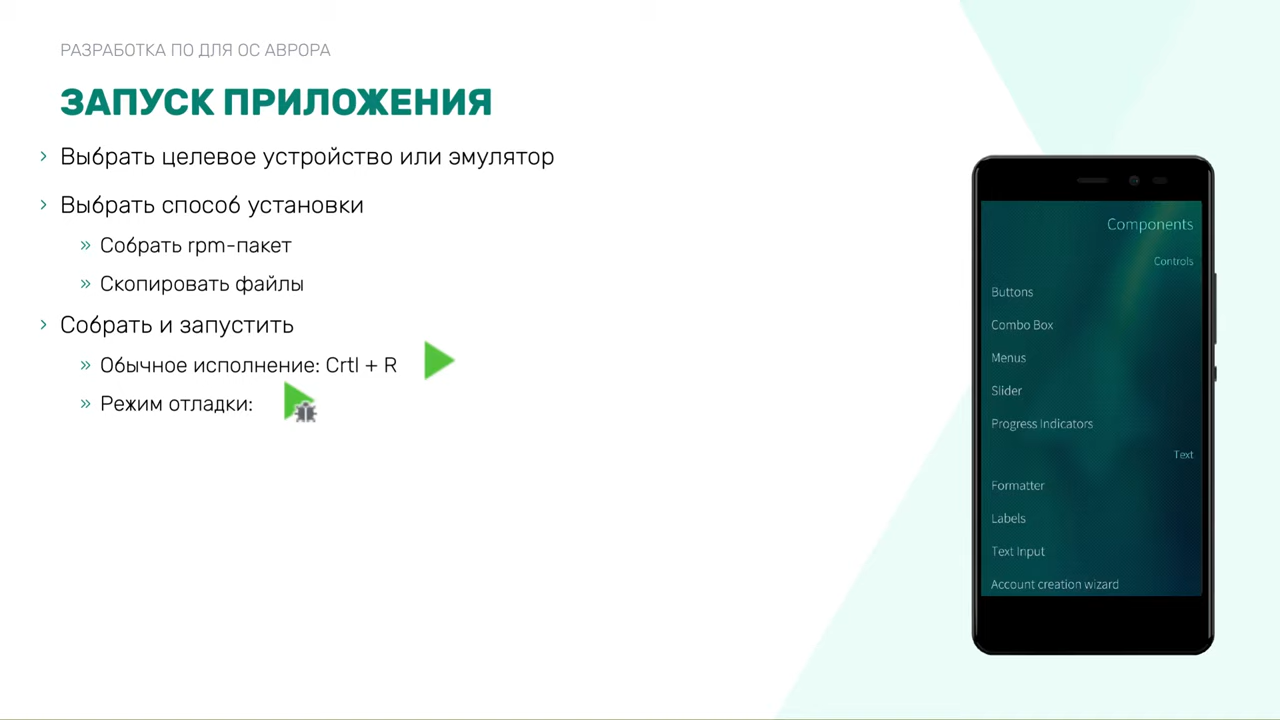 РАЗРАБОТКА ПО ДЛЯ ОС АВРОРА
ЗАПУСК ПРИЛОЖЕНИЯ
› Выбрать целевое устройство или эмулятор
› Выбрать способ установки
» Собрать rpm-пакет
» Скопировать файлы
› Собрать и запустить
» Обычное исполнение: Crtl + R
» Режим отладки:
Components
Controls
Buttons
Combo Box
Menus
Slider
Progress Indicators
Text
Formatter
Labels
Text Input
Account creation wizard